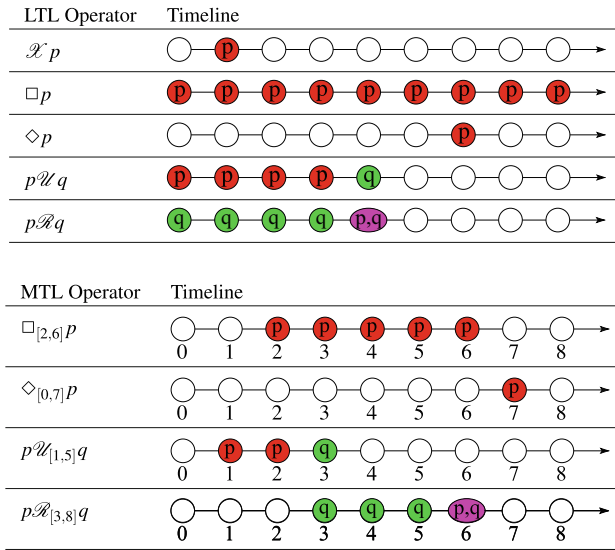 LTL Operator Timeline
𝒳 p p
□p p p p p p p p p p
◇p p
p𝒰q p p p p q
pℛq q q q q p,q
MTL Operator Timeline
□[2,6]p p p p p p
0 1 2 3 4 5 6 7 8
◇[0,7]p p
0 1 2 3 4 5 6 7 8
p𝒰[1,5]q p p q
0 1 2 3 4 5 6 7 8
pℛ[3,8]q q q q p,q
0 1 2 3 4 5 6 7 8